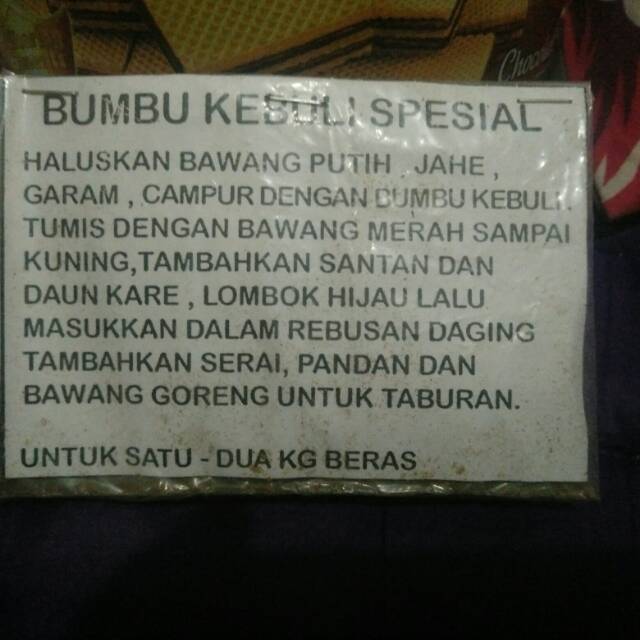 Choco
BUMBU KEBULI SPESIAL
HALUSKAN BAWANG PUTIH , JAHE ,
GARAM , CAMPUR DENGAN BUMBU KEBULI.
TUMIS DENGAN BAWANG MERAH SAMPAI
KUNING,TAMBAHKAN SANTAN DAN
DAUN KARE , LOMBOK HIJAU LALU
MASUKKAN DALAM REBUSAN DAGING
TAMBAHKAN SERAI, PANDAN DAN
BAWANG GORENG UNTUK TABURAN.
UNTUK SATU - DUA KG BERAS